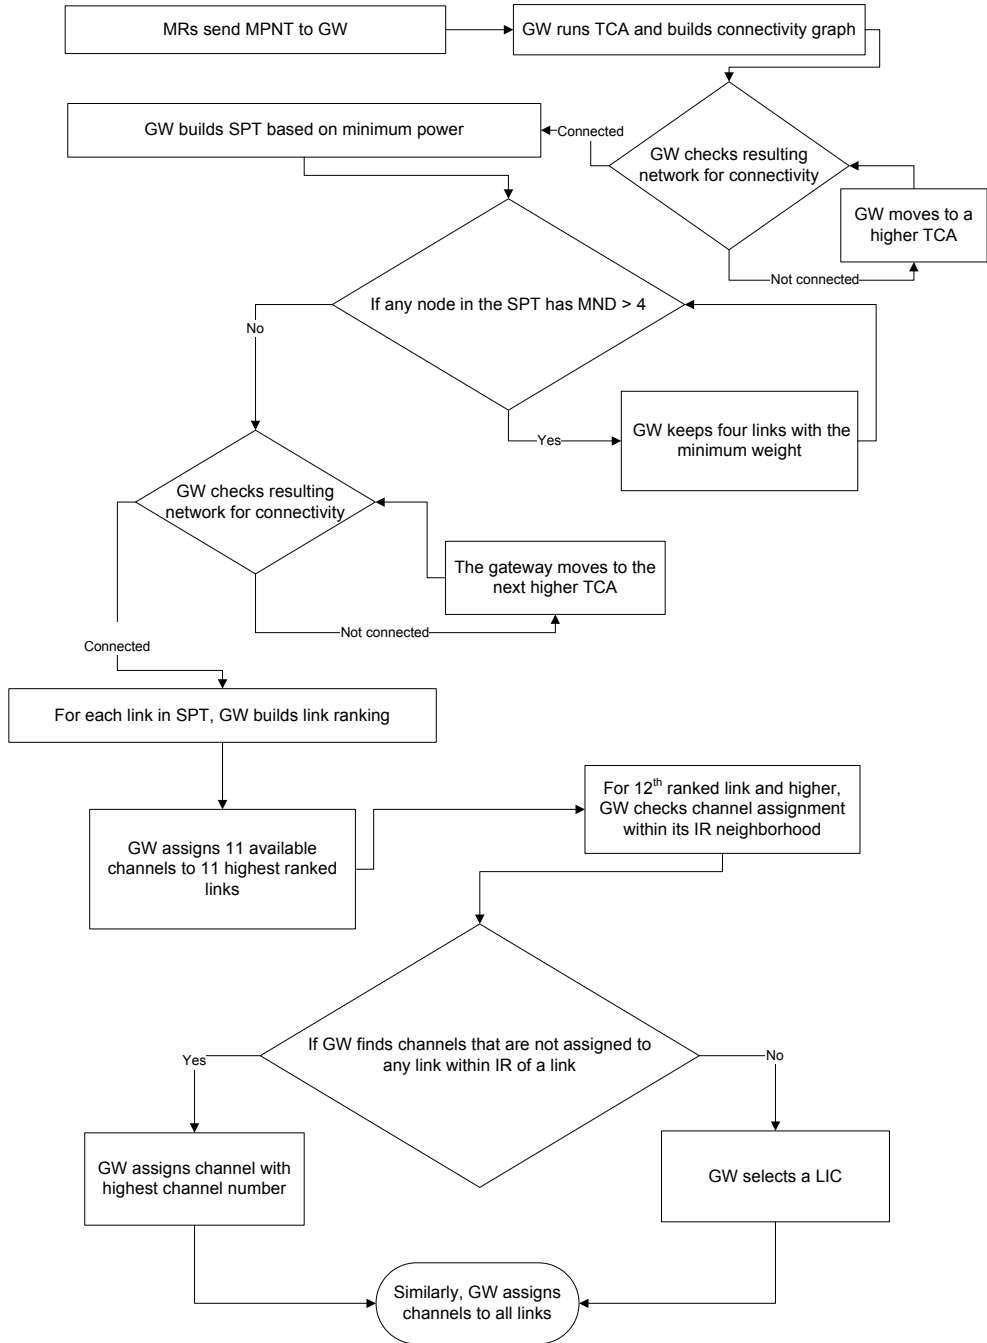 MRs send MPNT to GW
GW runs TCA and builds connectivity graph
GW builds SPT based on minimum power
Connected
GW checks resulting
network for connectivity
GW moves to a
higher TCA
Not connected
If any node in the SPT has MND > 4
No
Yes
GW keeps four links with the
minimum weight
GW checks resulting
network for connectivity
The gateway moves to the
next higher TCA
Not connected
Connected
For each link in SPT, GW builds link ranking
GW assigns 11 available
channels to 11 highest ranked
links
For 12th ranked link and higher,
GW checks channel assignment
within its IR neighborhood
If GW finds channels that are not assigned to
any link within IR of a link
Yes
No
GW assigns channel with
highest channel number
GW selects a LIC
Similarly, GW assigns
channels to all links